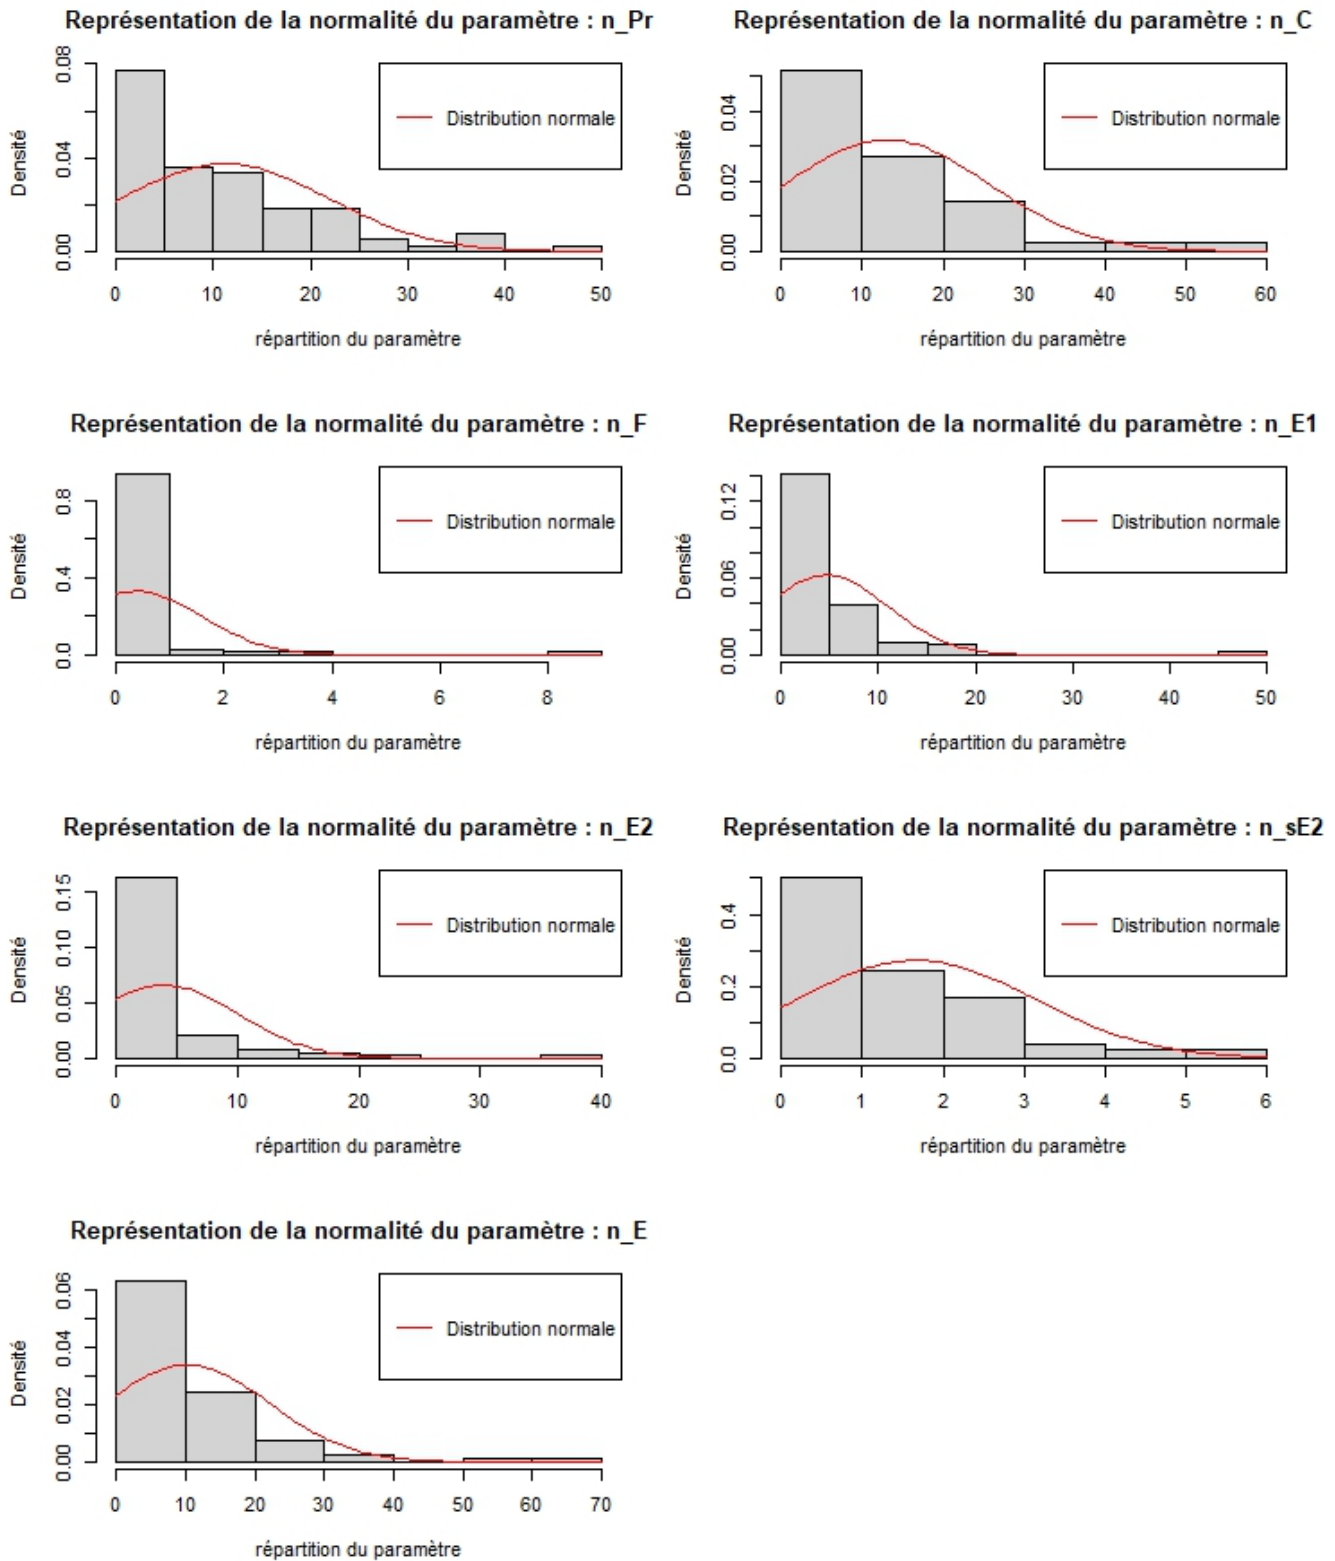 Représentation de la normalité du paramètre : n_Pr
Densité
0.00 0.04 0.08
Distribution normale
0 10 20 30 40 50
répartition du paramètre
Représentation de la normalité du paramètre : n_C
Densité
0.00 0.02 0.04
Distribution normale
0 10 20 30 40 50 60
répartition du paramètre
Représentation de la normalité du paramètre : n_F
Densité
0.0 0.4 0.8
Distribution normale
0 2 4 6 8
répartition du paramètre
Représentation de la normalité du paramètre : n_E1
Densité
0.00 0.06 0.12
Distribution normale
0 10 20 30 40 50
répartition du paramètre
Représentation de la normalité du paramètre : n_E2
Densité
0.00 0.05 0.10 0.15
Distribution normale
0 10 20 30 40
répartition du paramètre
Représentation de la normalité du paramètre : n_sE2
Densité
0.0 0.2 0.4
Distribution normale
0 1 2 3 4 5 6
répartition du paramètre
Représentation de la normalité du paramètre : n_E
Densité
0.00 0.02 0.04 0.06
Distribution normale
0 10 20 30 40 50 60 70
répartition du paramètre